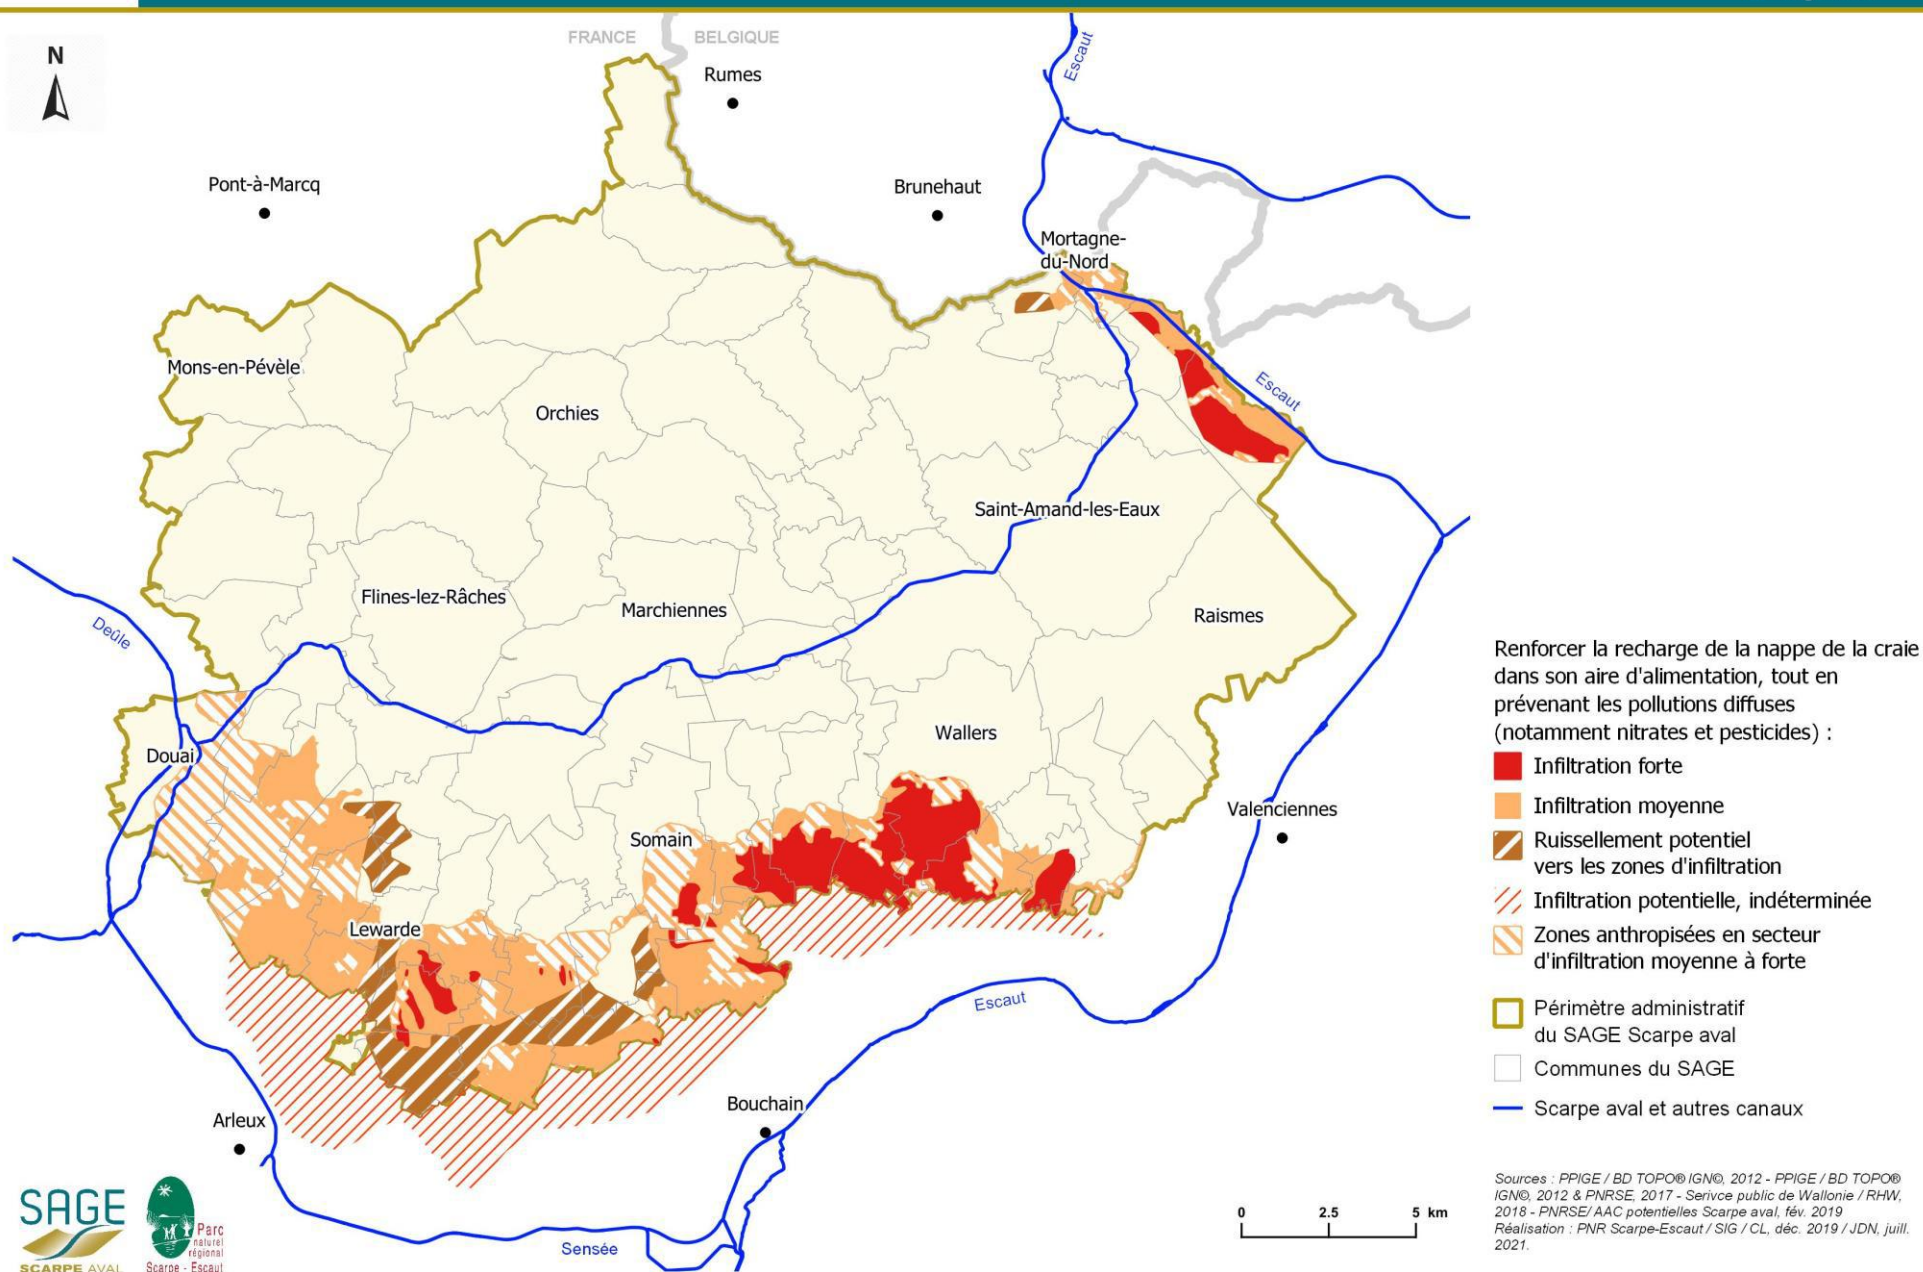 FRANCE
BELGIQUE
N
Rumes
Escaut
Pont-à-Marcq
Brunehaut
Mortagne-
du-Nord
Mons-en-Pévèle
Orchies
Escaut
Saint-Amand-les-Eaux
Flines-lez-Râches
Marchiennes
Raismes
Deûle
Douai
Wallers
Valenciennes
Somain
Lewarde
Escaut
Arleux
Bouchain
Sensée
Renforcer la recharge de la nappe de la craie
dans son aire d'alimentation, tout en
prévenant les pollutions diffuses
(notamment nitrates et pesticides) :
Infiltration forte
Infiltration moyenne
Ruissellement potentiel
vers les zones d'infiltration
Infiltration potentielle, indéterminée
Zones anthropisées en secteur
d'infiltration moyenne à forte
Périmètre administratif
du SAGE Scarpe aval
Communes du SAGE
Scarpe aval et autres canaux
Sources : PPIGE / BD TOPO® IGN©, 2012 - PPIGE / BD TOPO®
IGN©, 2012 & PNRSE, 2017 - Serivce public de Wallonie / RHW,
2018 - PNRSE/ AAC potentielles Scarpe aval, fév. 2019
Réalisation : PNR Scarpe-Escaut / SIG / CL, déc. 2019 / JDN, juill.
2021.
0 2.5 5 km
SAGE
SCARPE AVAL
Parc
naturel
régional
Scarpe - Escaut